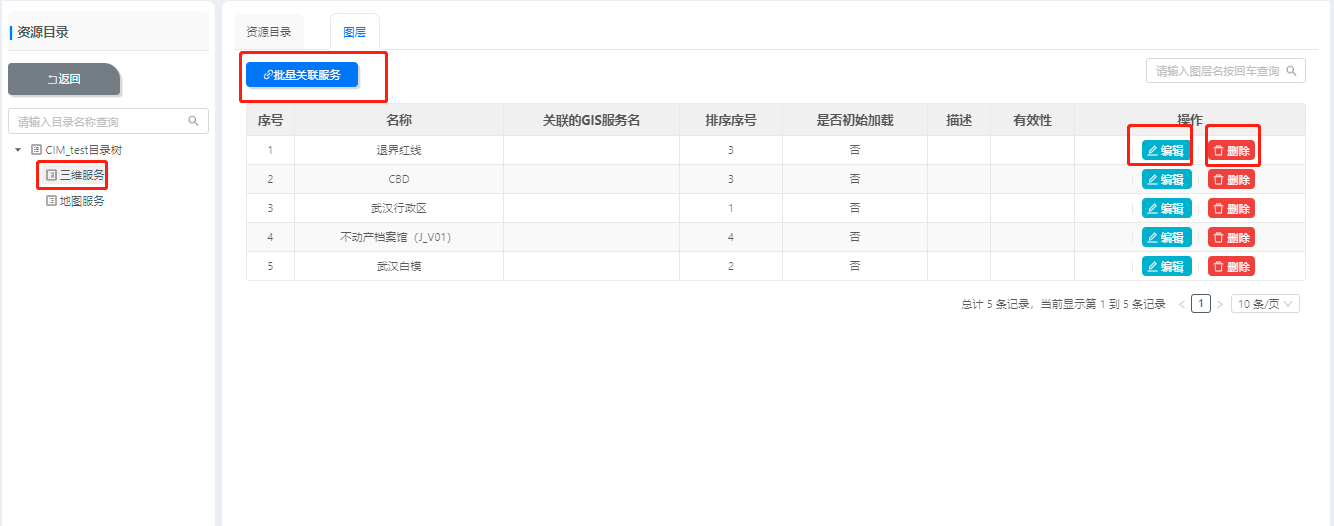 资源目录
返回
请输入目录名称查询
CIM_test目录树
三维服务
地图服务
资源目录 图层
批量关联服务
请输入图层名按回车查询
序号 名称 关联的GIS服务名 排序序号 是否初始加载 描述 有效性 操作
1 退界红线 3 否 编辑 删除
2 CBD 3 否 编辑 删除
3 武汉行政区 1 否 编辑 删除
4 不动产档案馆（J_V01） 4 否 编辑 删除
5 武汉白模 2 否 编辑 删除
总计 5 条记录，当前显示第 1 到 5 条记录 < 1 > 10 条/页